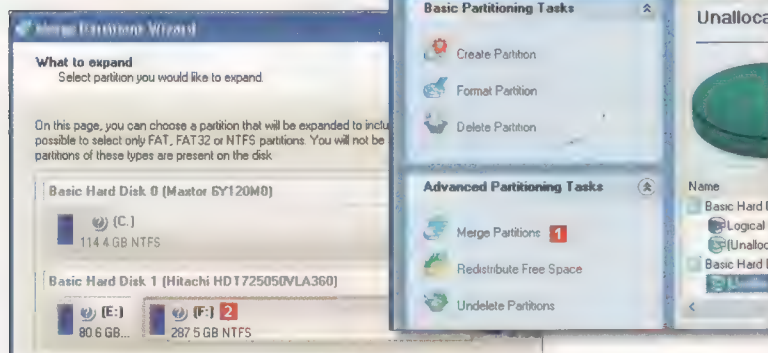 Merge Partitions Wizard
What to expand
Select partition you would like to expand.
On this page, you can choose a partition that will be expanded to inclu
possible to select only FAT, FAT32 or NTFS partitions. You will not be
partitions of these types are present on the disk
Basic Hard Disk 0 (Maxtor 6Y120M0)
(C:)
114.4 GB NTFS
Basic Hard Disk 1 (Hitachi HDT725050VLA360)
(E:)
80.6 GB...
(F:) 2
287.5 GB NTFS
Basic Partitioning Tasks
Create Partition
Format Partition
Delete Partition
Advanced Partitioning Tasks
Merge Partitions 1
Redistribute Free Space
Undelete Partitions
Unalloca
Name
Basic Hard D
Logical
(Unalloc
Basic Hard D